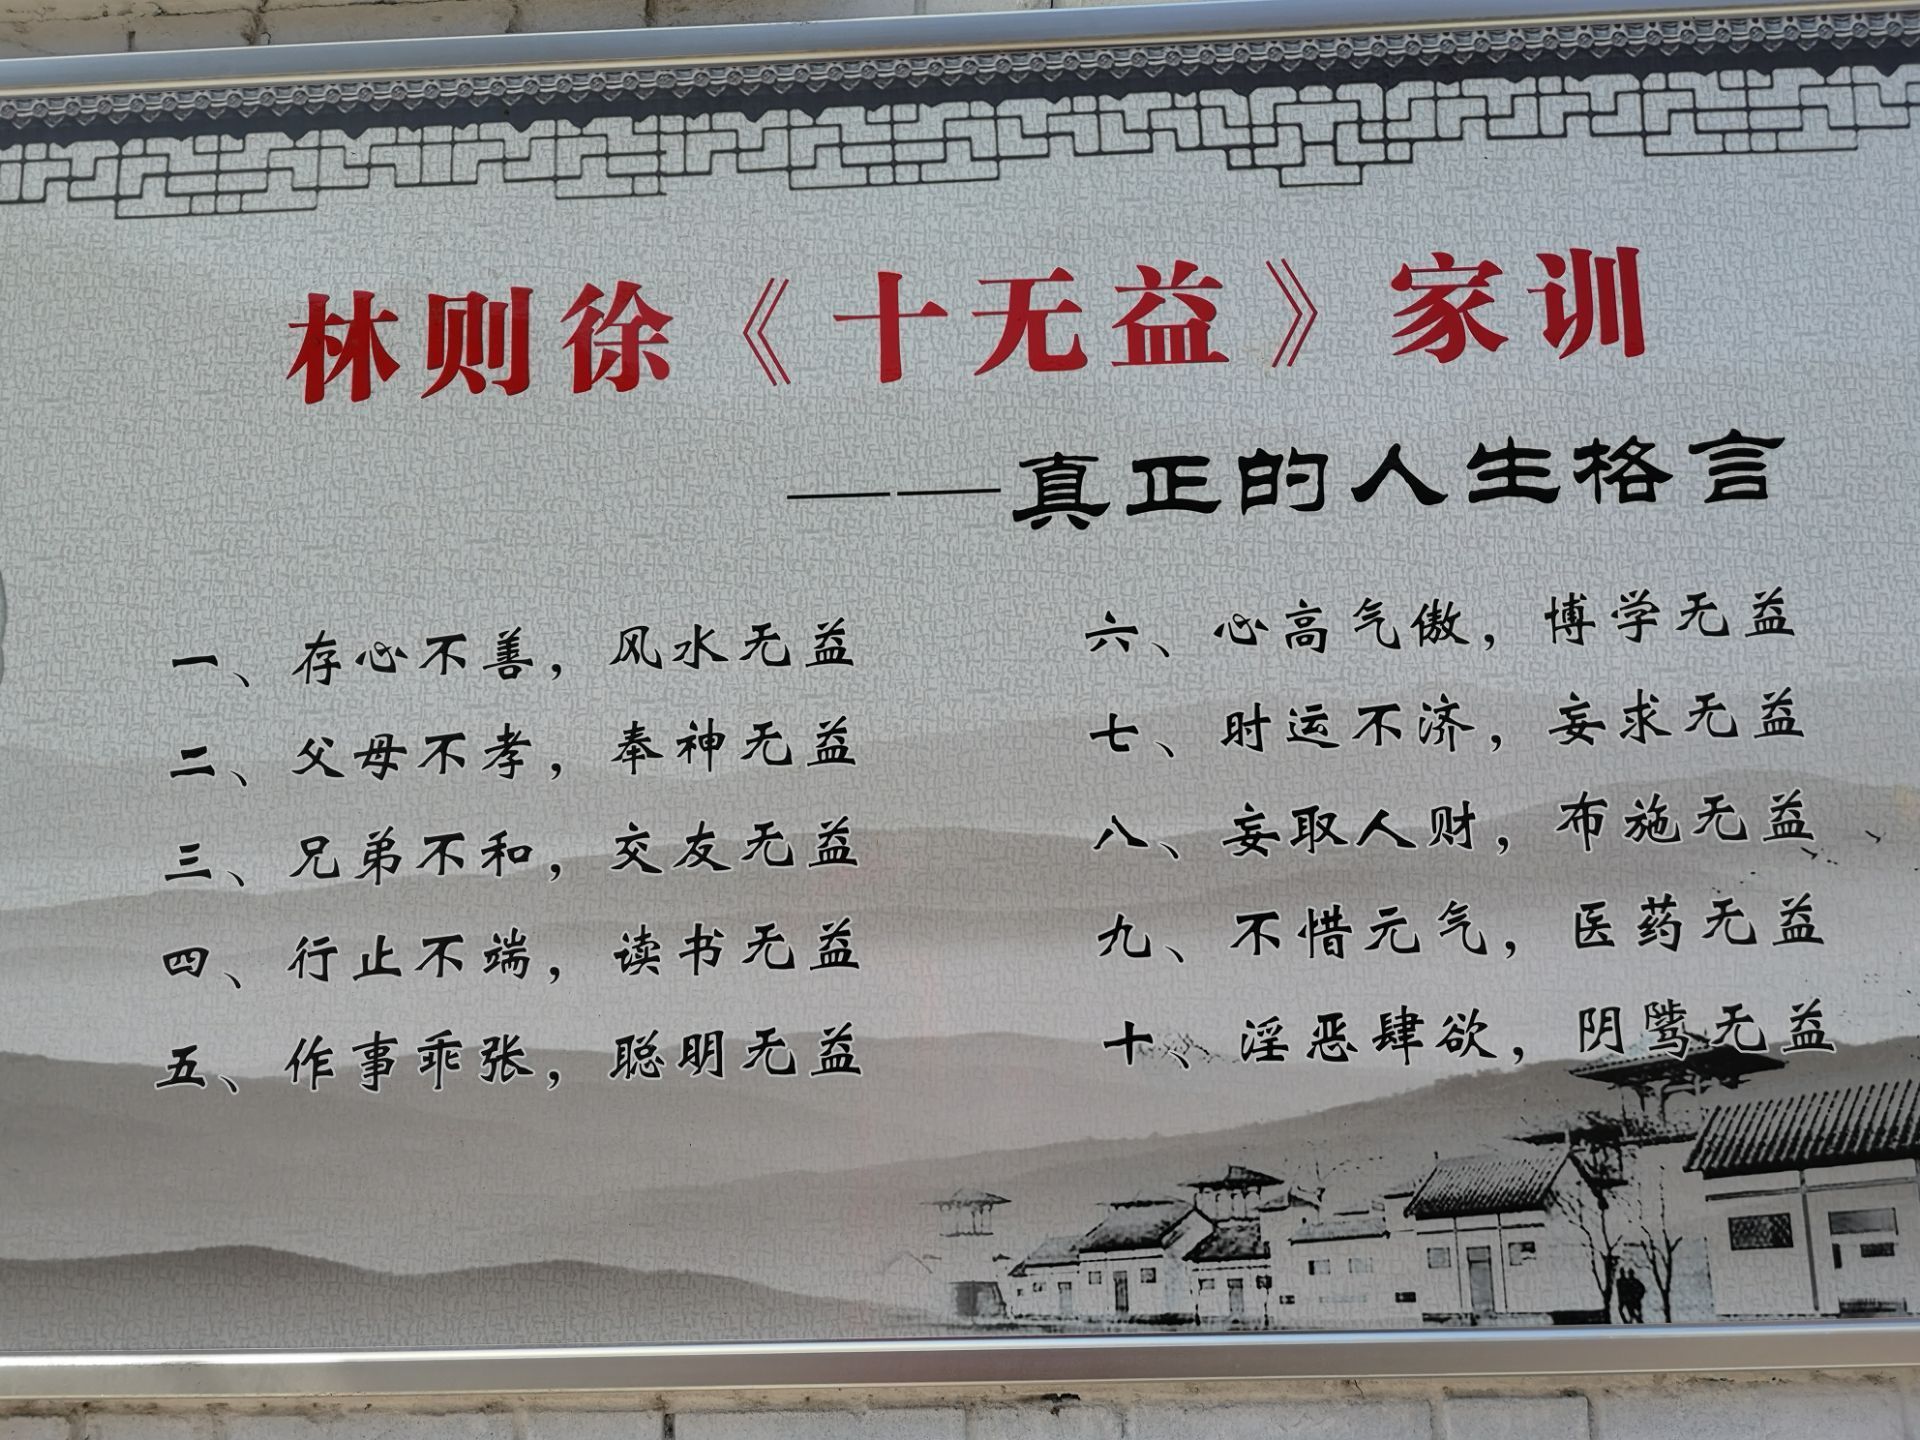 林则徐《十无益》家训
——真正的人生格言
一、存心不善，风水无益
二、父母不孝，奉神无益
三、兄弟不和，交友无益
四、行止不端，读书无益
五、作事乖张，聪明无益
六、心高气傲，博学无益
七、时运不济，妄求无益
八、妄取人财，布施无益
九、不惜元气，医药无益
十、淫恶肆欲，阴骘无益